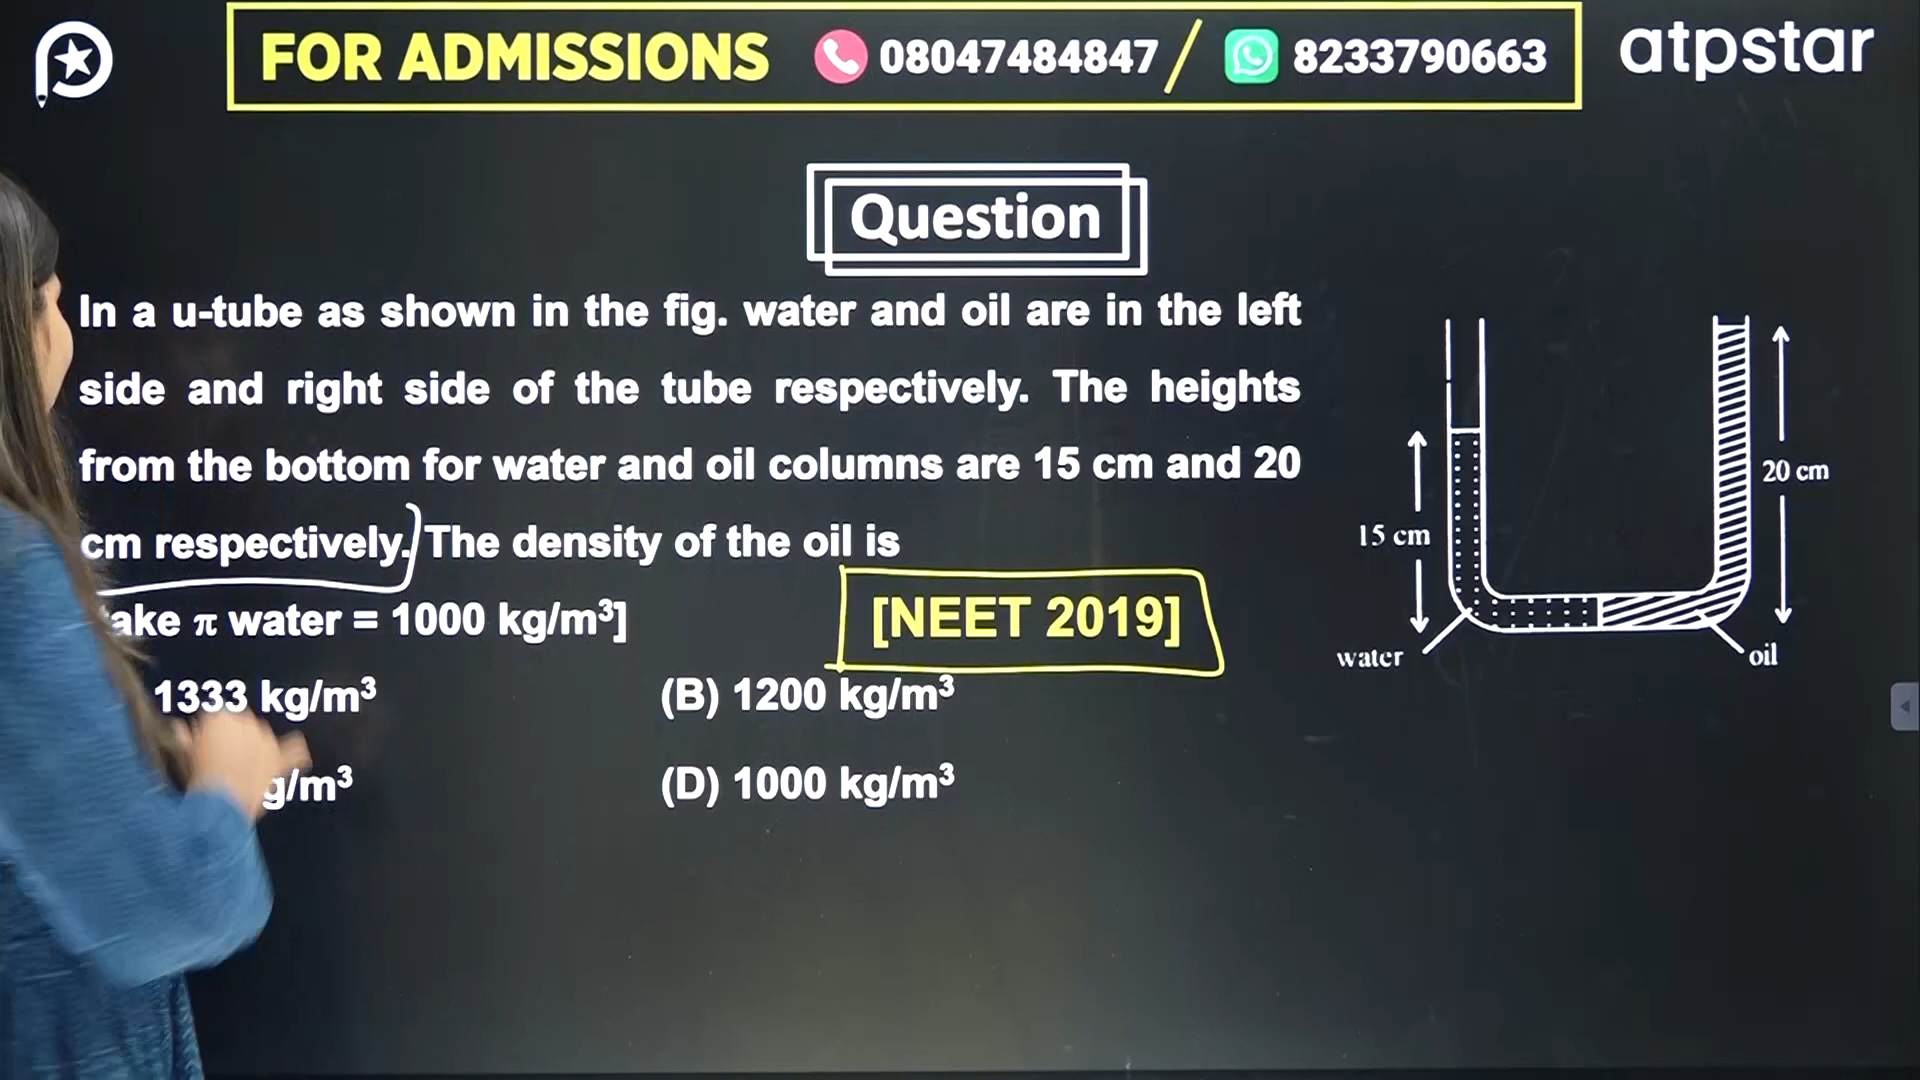 FOR ADMISSIONS 08047484847 / 8233790663
atpstar
Question
In a u-tube as shown in the fig. water and oil are in the left
side and right side of the tube respectively. The heights
from the bottom for water and oil columns are 15 cm and 20
cm respectively. The density of the oil is
ake π water = 1000 kg/m³]
[NEET 2019]
1333 kg/m³
(B) 1200 kg/m³
g/m³
(D) 1000 kg/m³
15 cm
20 cm
water
oil